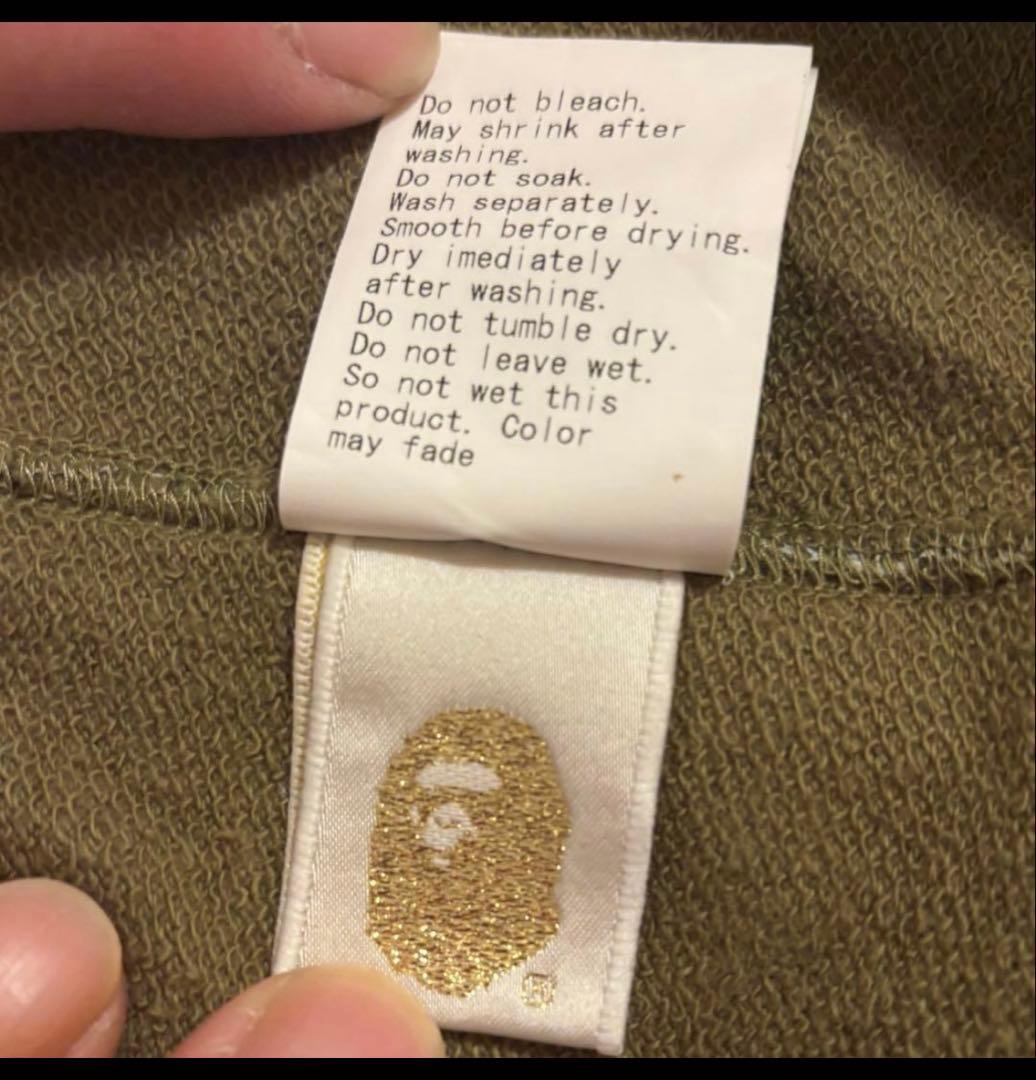 Do not bleach.
May shrink after
washing.
Do not soak.
Wash separately.
Smooth before drying.
Dry imediately
after washing.
Do not tumble dry.
Do not leave wet.
So not wet this
product. Color
may fade
®